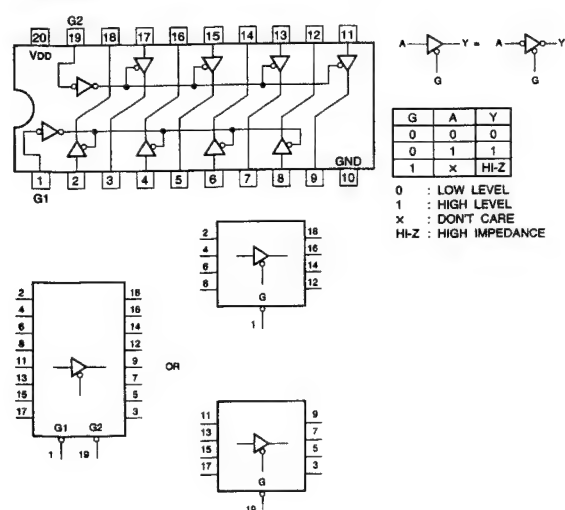 G2
20 19 18 17 16 15 14 13 12 11
VDD
GND
1 2 3 4 5 6 7 8 9 10
G1
A Y = A Y
G G
G A Y
0 0 0
0 1 1
1 × HI-Z
0 : LOW LEVEL
1 : HIGH LEVEL
× : DON'T CARE
HI-Z : HIGH IMPEDANCE
2 18
4 16
6 14
8 12
G
1
2 18
4 16
6 14
8 12
11 9
13 7
15 5
17 3
G1 G2
1 19
OR
11 9
13 7
15 5
17 3
G
19